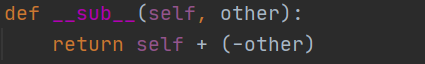 def __sub__(self, other):
    return self + (-other)